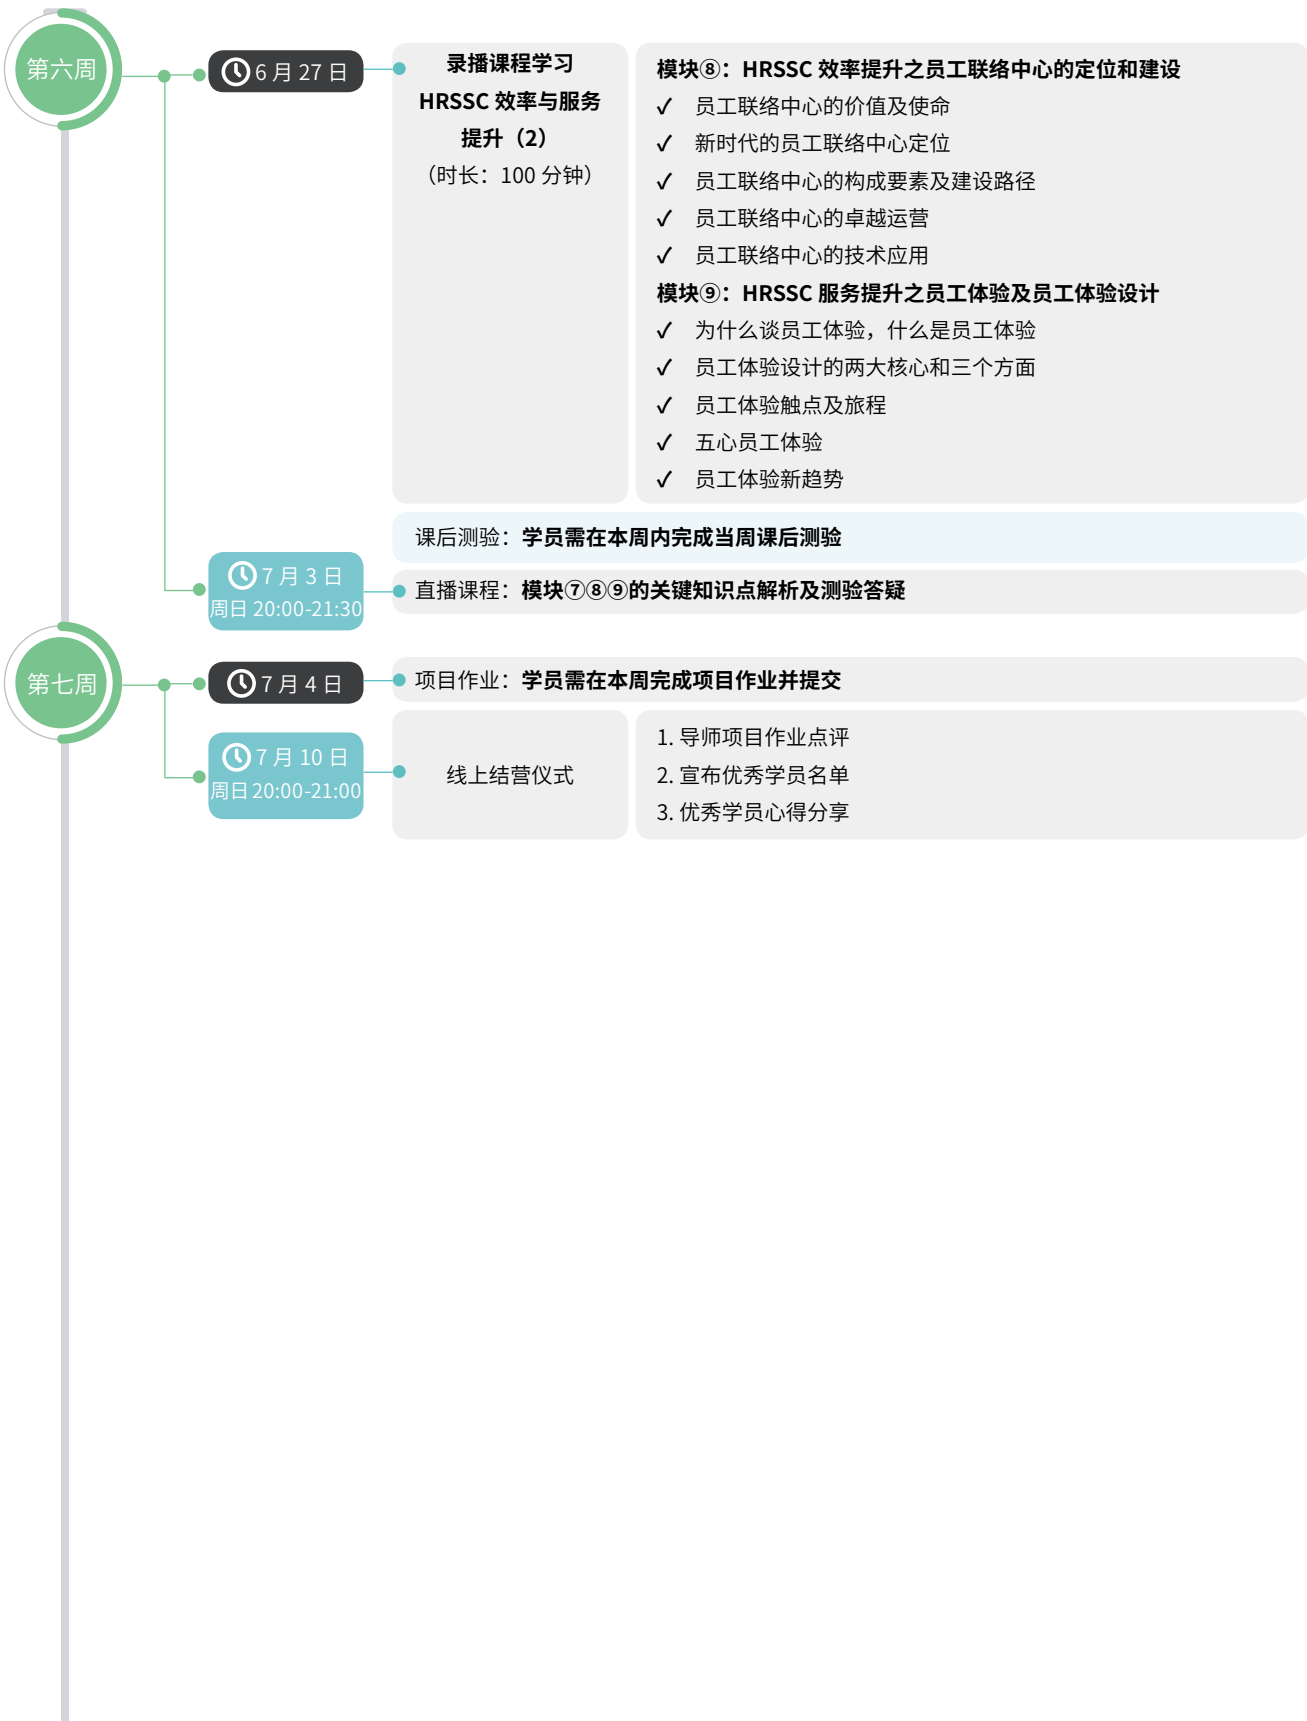 第六周
6 月 27 日
录播课程学习
HRSSC 效率与服务
提升（2）
（时长：100 分钟）
模块⑧：HRSSC 效率提升之员工联络中心的定位和建设
✓ 员工联络中心的价值及使命
✓ 新时代的员工联络中心定位
✓ 员工联络中心的构成要素及建设路径
✓ 员工联络中心的卓越运营
✓ 员工联络中心的技术应用
模块⑨：HRSSC 服务提升之员工体验及员工体验设计
✓ 为什么谈员工体验，什么是员工体验
✓ 员工体验设计的两大核心和三个方面
✓ 员工体验触点及旅程
✓ 五心员工体验
✓ 员工体验新趋势
课后测验：学员需在本周内完成当周课后测验
7 月 3 日
周日 20:00-21:30
直播课程：模块⑦⑧⑨的关键知识点解析及测验答疑
第七周
7 月 4 日
项目作业：学员需在本周完成项目作业并提交
7 月 10 日
周日 20:00-21:00
线上结营仪式
1. 导师项目作业点评
2. 宣布优秀学员名单
3. 优秀学员心得分享